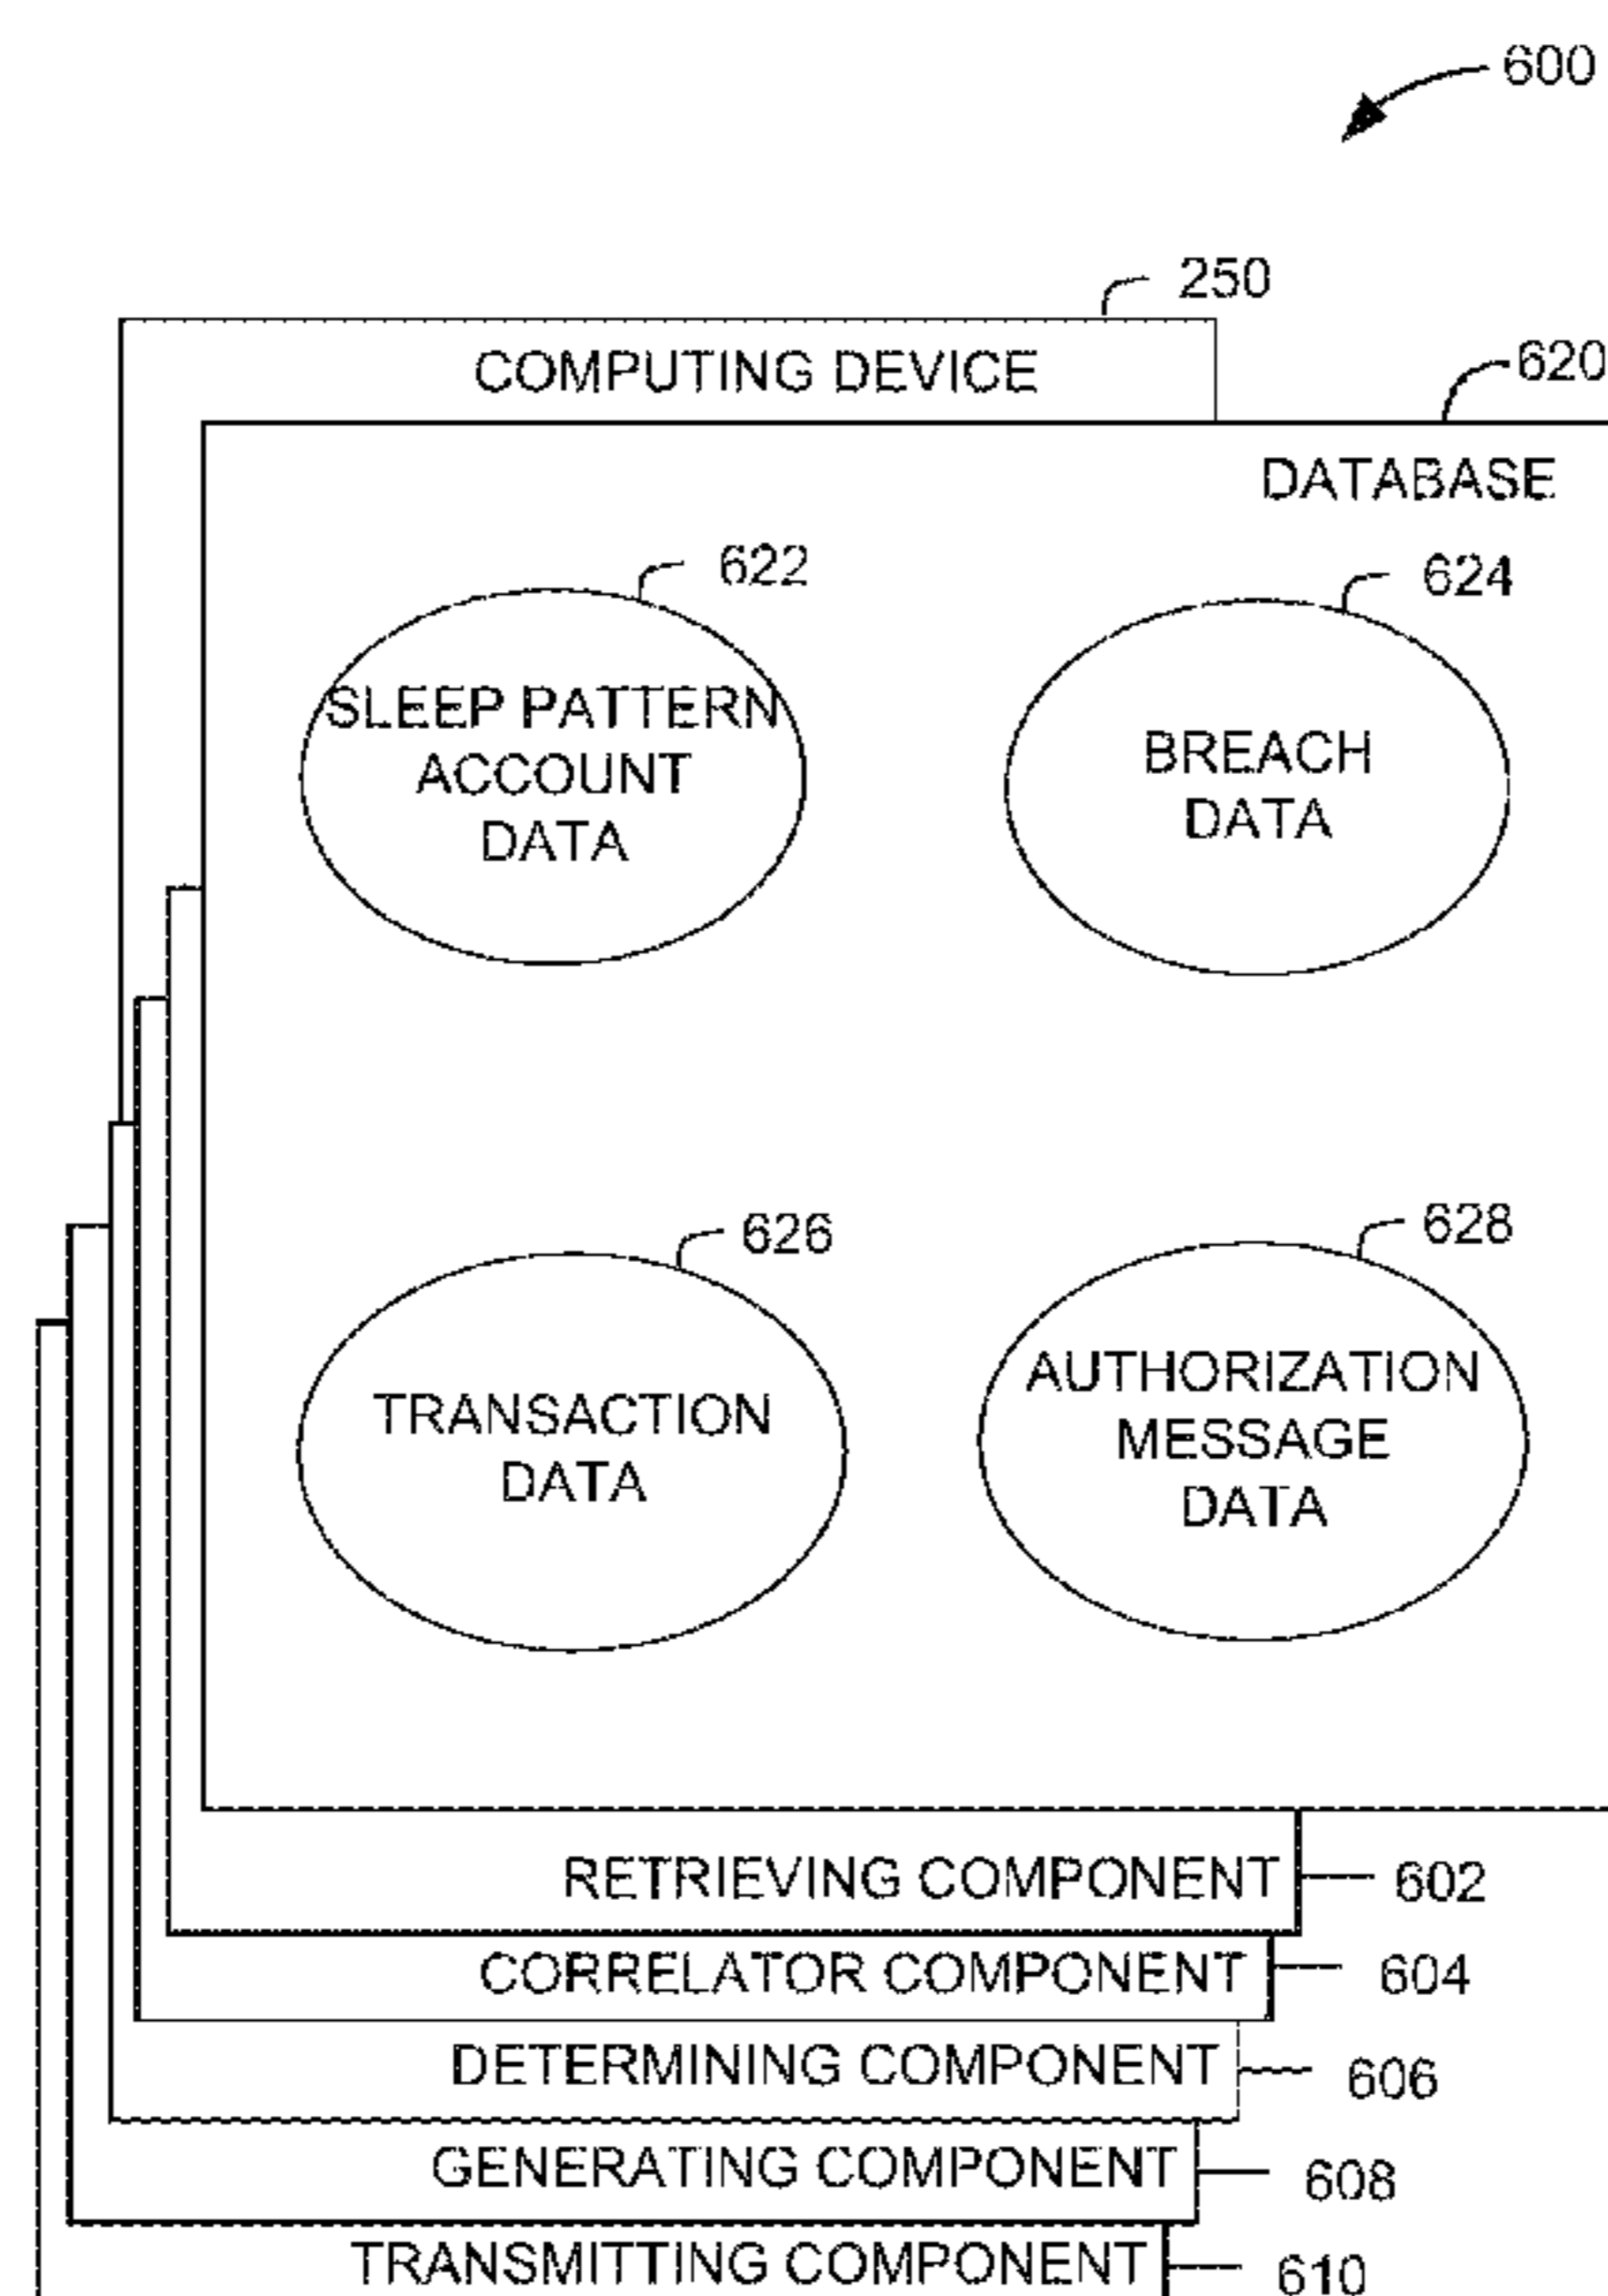 600
250
COMPUTING DEVICE
620
DATABASE
622
624
SLEEP PATTERN
ACCOUNT
DATA
BREACH
DATA
626
628
TRANSACTION
DATA
AUTHORIZATION
MESSAGE
DATA
RETRIEVING COMPONENT
602
CORRELATOR COMPONENT
604
DETERMINING COMPONENT
606
GENERATING COMPONENT
608
TRANSMITTING COMPONENT
610